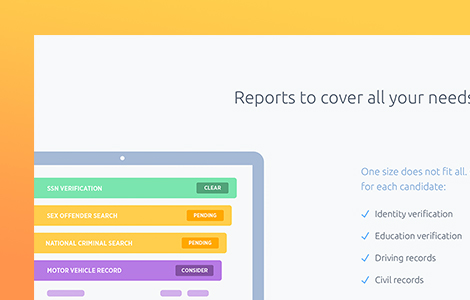 Reports to cover all your needs
One size does not fit all.
for each candidate:
SSN VERIFICATION CLEAR
SEX OFFENDER SEARCH PENDING
NATIONAL CRIMINAL SEARCH PENDING
MOTOR VEHICLE RECORD CONSIDER
Identity verification
Education verification
Driving records
Civil records